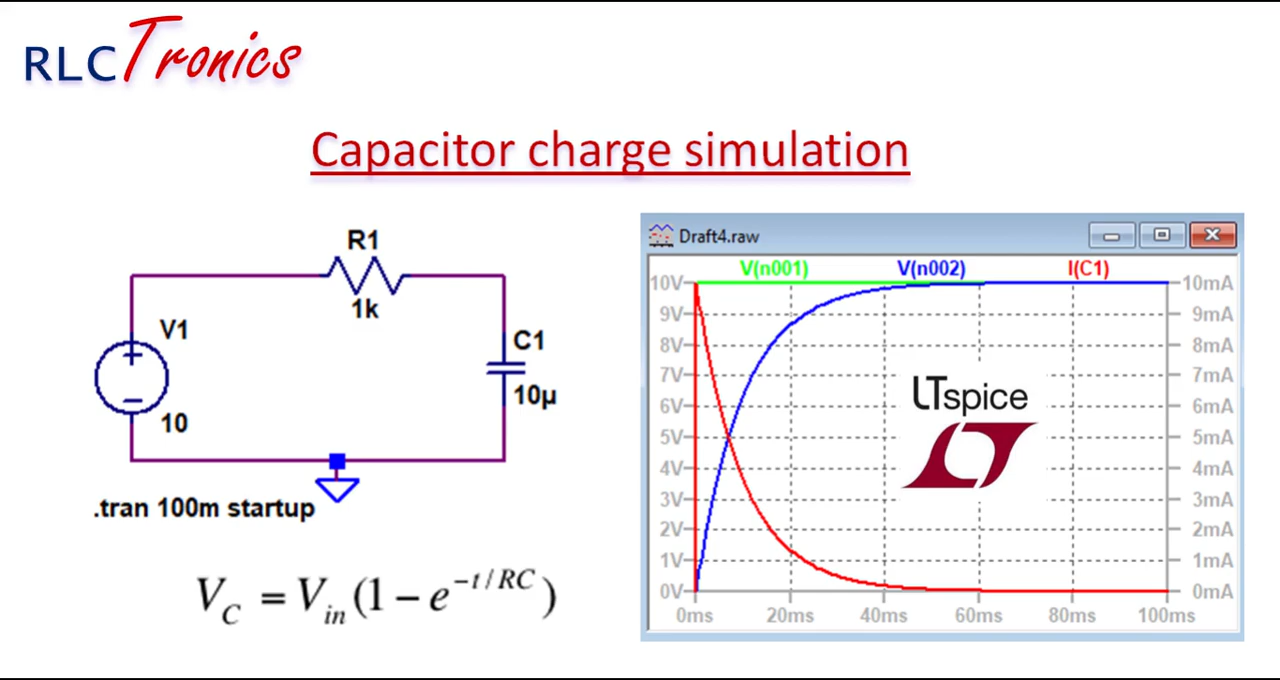 RLCTronics
Capacitor charge simulation
R1
1k
V1
10
C1
10µ
.tran 100m startup
V_C = V_in (1 – e^–t/RC)
Draft4.raw
V(n001) V(n002) I(C1)
10V 10mA
9V 9mA
8V 8mA
7V 7mA
6V 6mA
5V 5mA
4V 4mA
3V 3mA
2V 2mA
1V 1mA
0V 0mA
0ms 20ms 40ms 60ms 80ms 100ms
LTspice